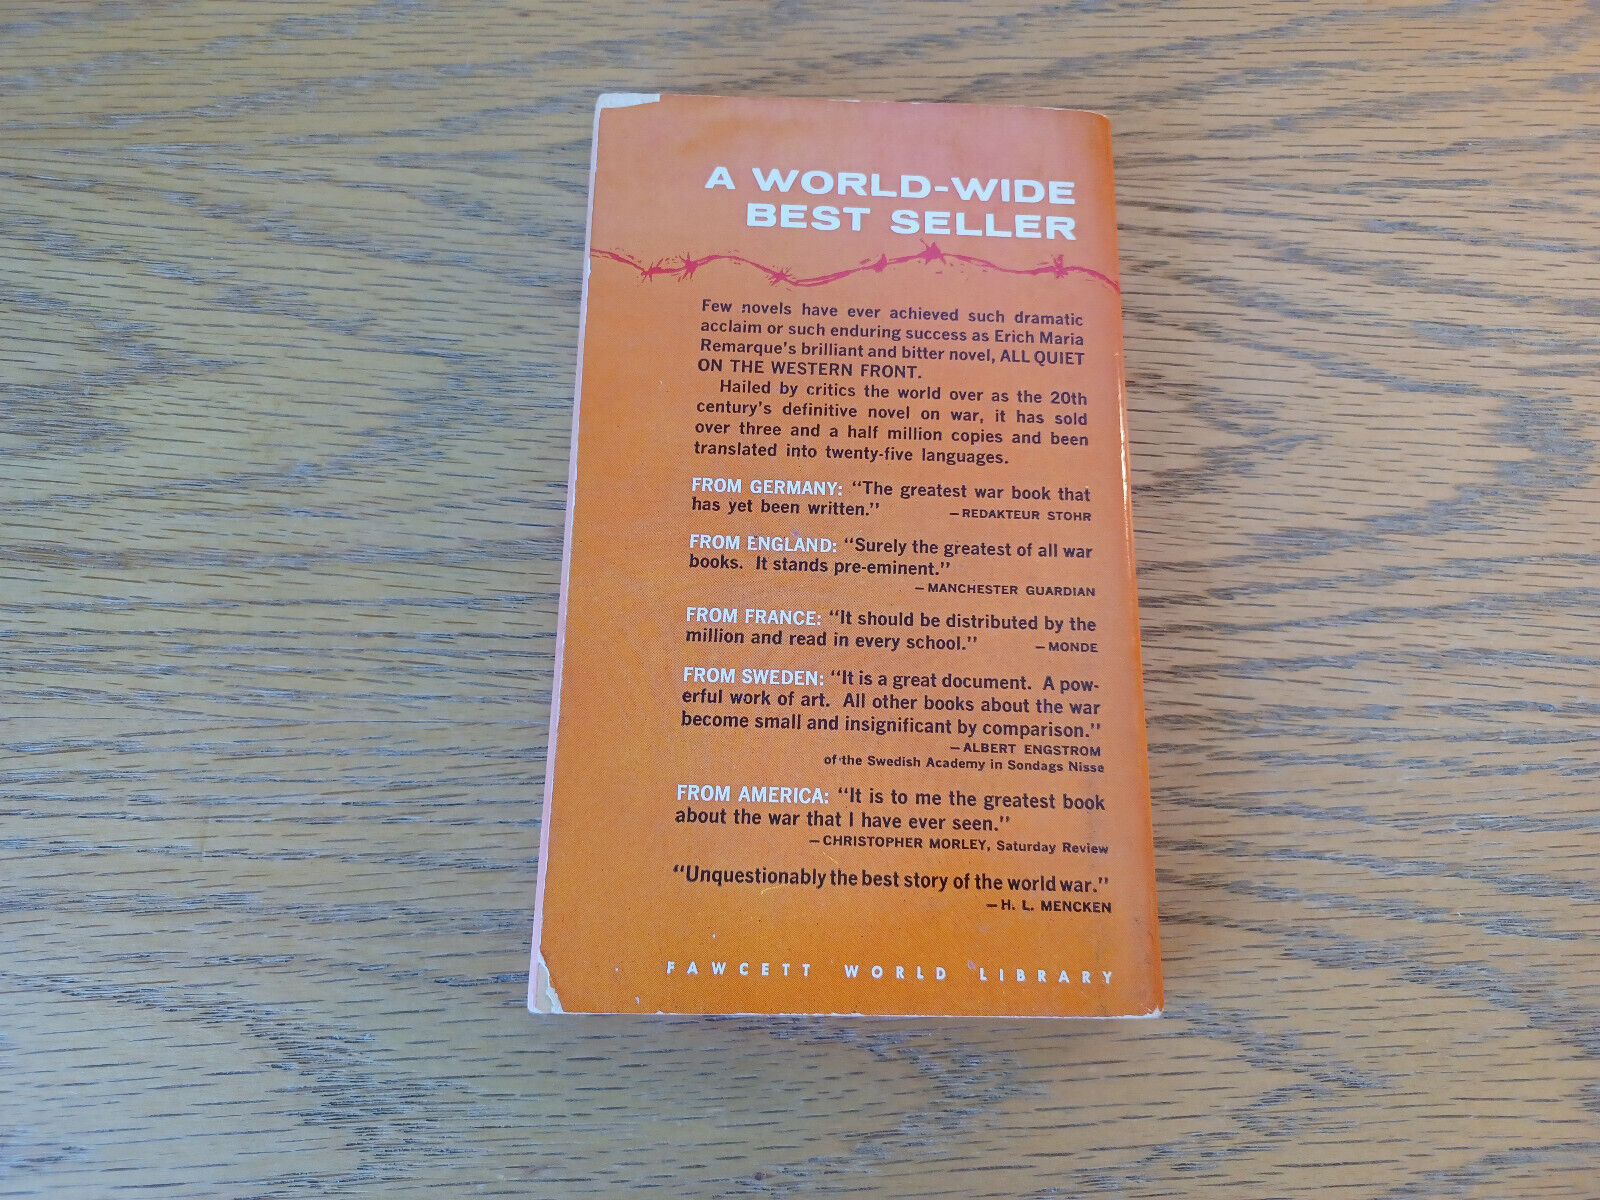 A WORLD-WIDE
BEST SELLER
Few novels have ever achieved such dramatic
acclaim or such enduring success as Erich Maria
Remarque's brilliant and bitter novel, ALL QUIET
ON THE WESTERN FRONT.
Hailed by critics the world over as the 20th
century's definitive novel on war, it has sold
over three and a half million copies and been
translated into twenty-five languages.
FROM GERMANY: "The greatest war book that
has yet been written." —REDAKTEUR STOHR
FROM ENGLAND: "Surely the greatest of all war
books. It stands pre-eminent."
—MANCHESTER GUARDIAN
FROM FRANCE: "It should be distributed by the
million and read in every school." —MONDE
FROM SWEDEN: "It is a great document. A pow-
erful work of art. All other books about the war
become small and insignificant by comparison."
—ALBERT ENGSTROM
of the Swedish Academy in Sondags Nisse
FROM AMERICA: "It is to me the greatest book
about the war that I have ever seen."
—CHRISTOPHER MORLEY, Saturday Review
"Unquestionably the best story of the world war."
—H. L. MENCKEN
FAWCETT WORLD LIBRARY